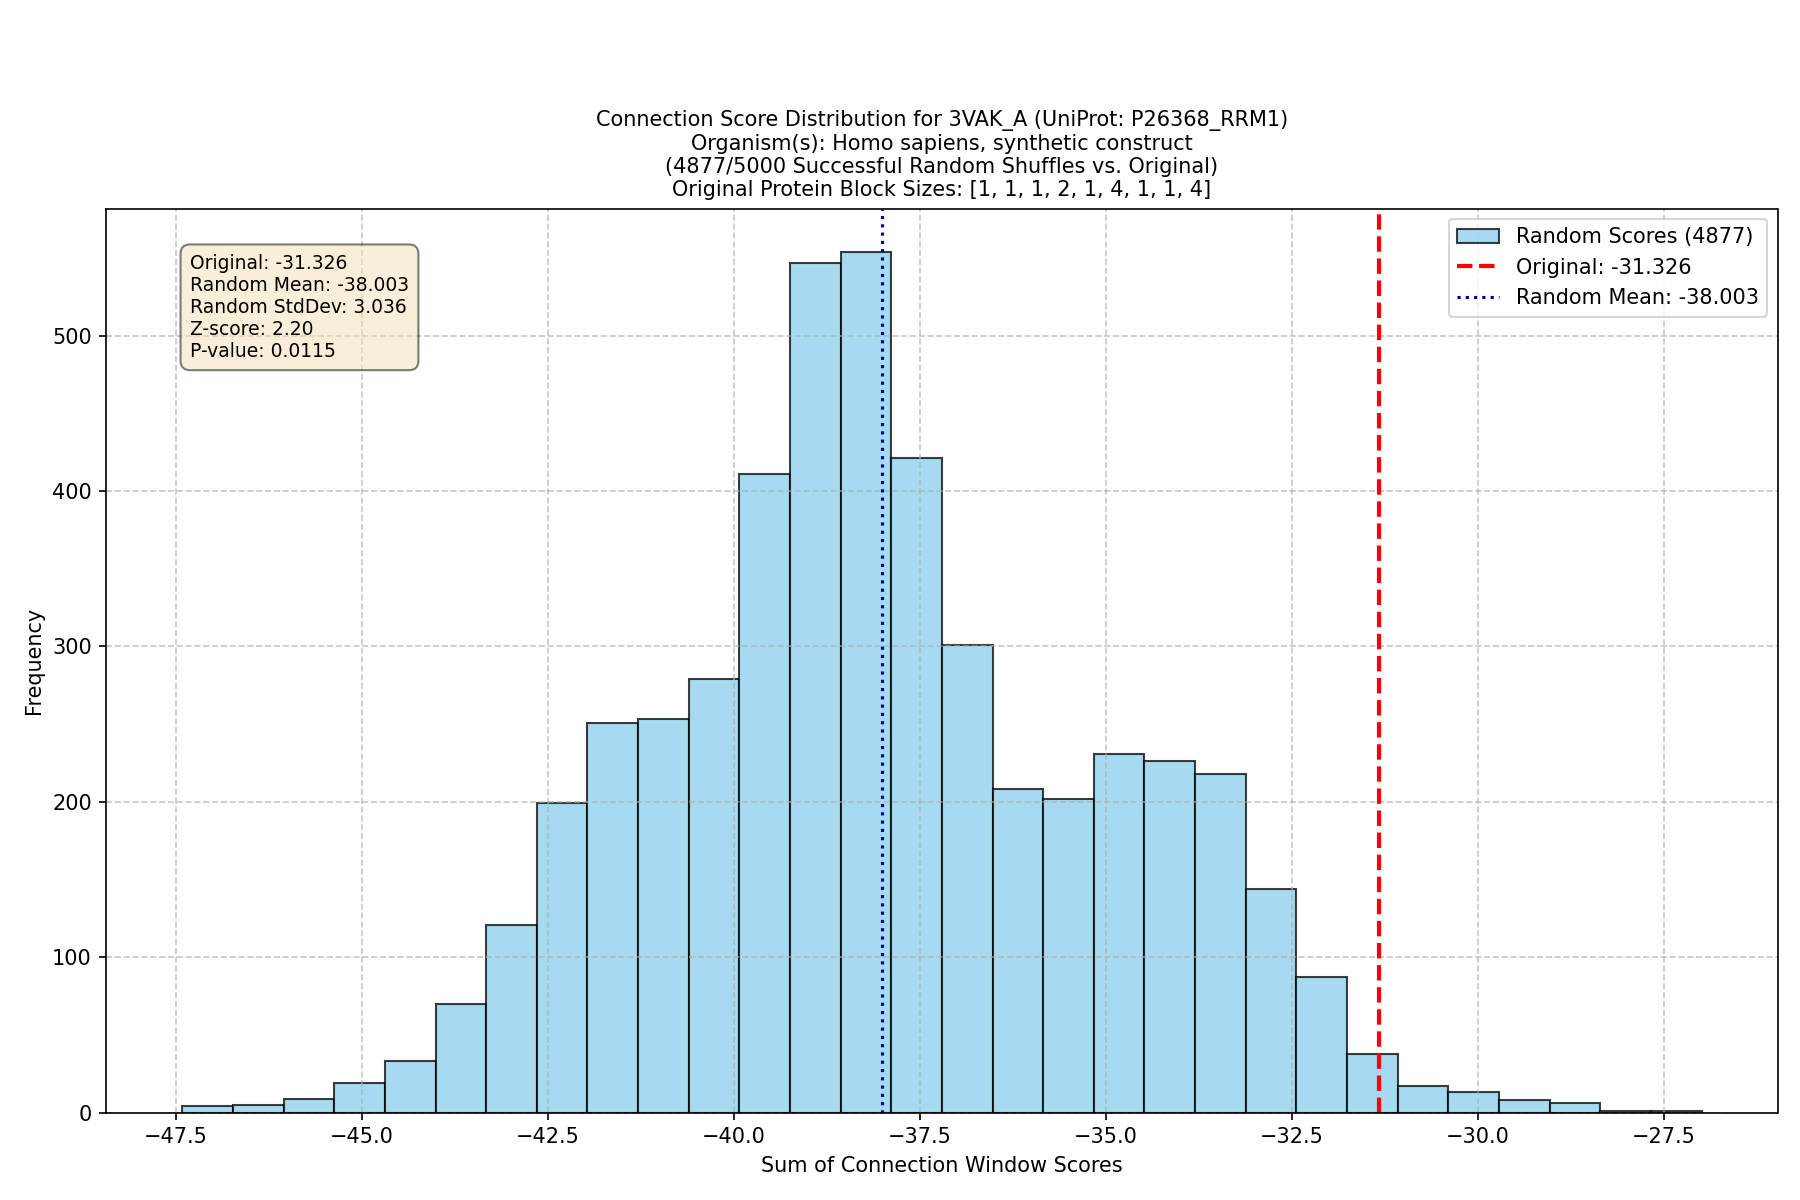 Connection Score Distribution for 3VAK_A (UniProt: P26368_RRM1)
Organism(s): Homo sapiens, synthetic construct
(4877/5000 Successful Random Shuffles vs. Original)
Original Protein Block Sizes: [1, 1, 1, 2, 1, 4, 1, 1, 4]
Original: -31.326
Random Mean: -38.003
Random StdDev: 3.036
Z-score: 2.20
P-value: 0.0115
Random Scores (4877)
Original: -31.326
Random Mean: -38.003
Frequency
500
400
300
200
100
0
−47.5 −45.0 −42.5 −40.0 −37.5 −35.0 −32.5 −30.0 −27.5
Sum of Connection Window Scores